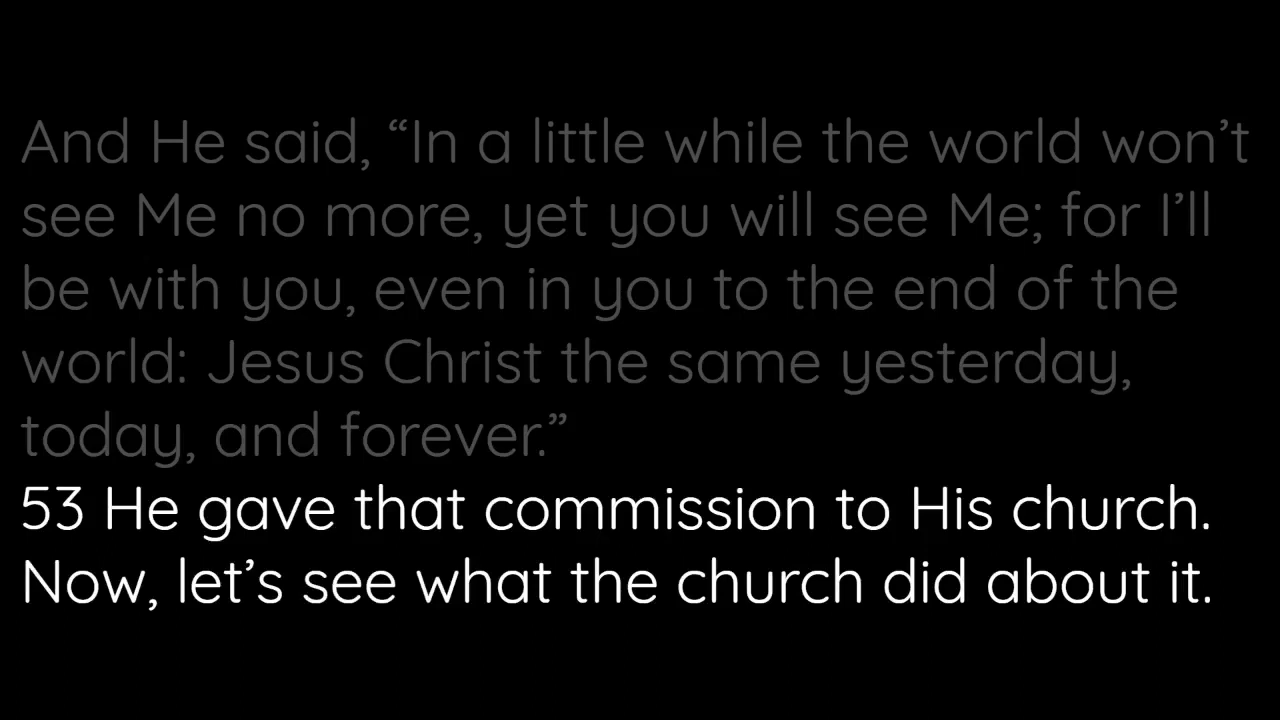 And He said, “In a little while the world won’t
see Me no more, yet you will see Me; for I’ll
be with you, even in you to the end of the
world: Jesus Christ the same yesterday,
today, and forever.”
53 He gave that commission to His church.
Now, let’s see what the church did about it.